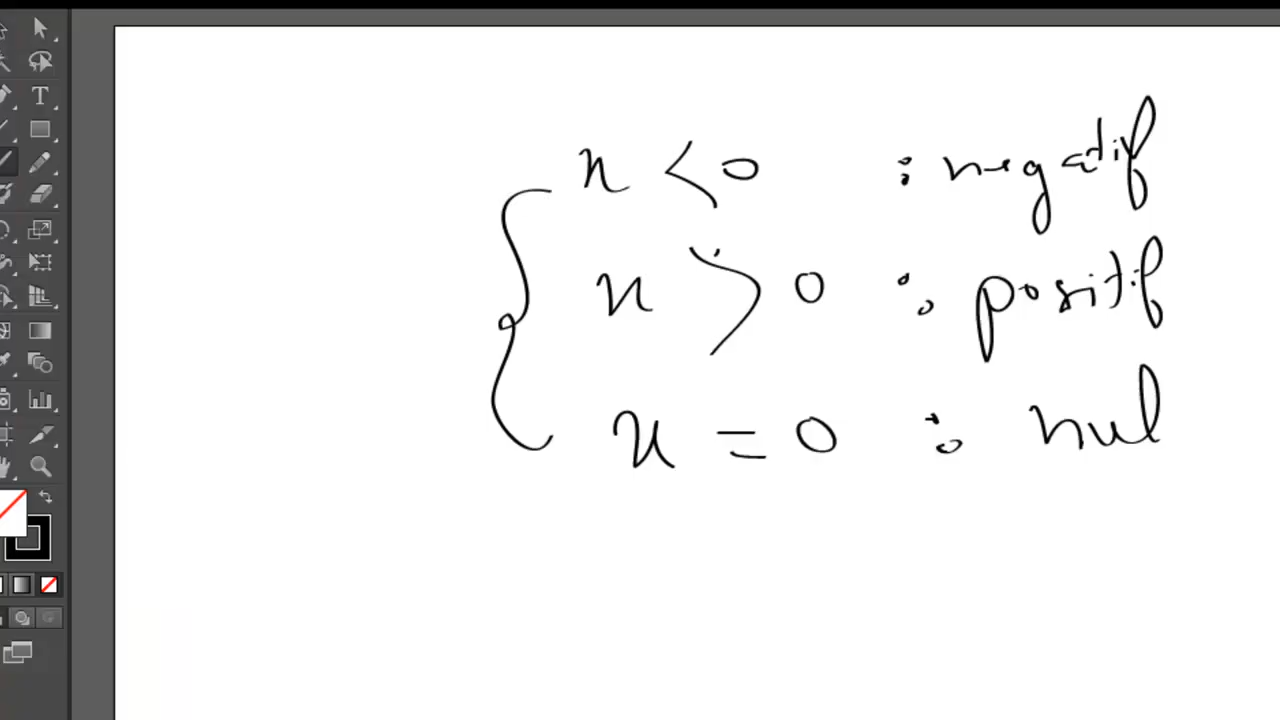 x < 0 : negatif
x > 0 : positif
x = 0 : nul